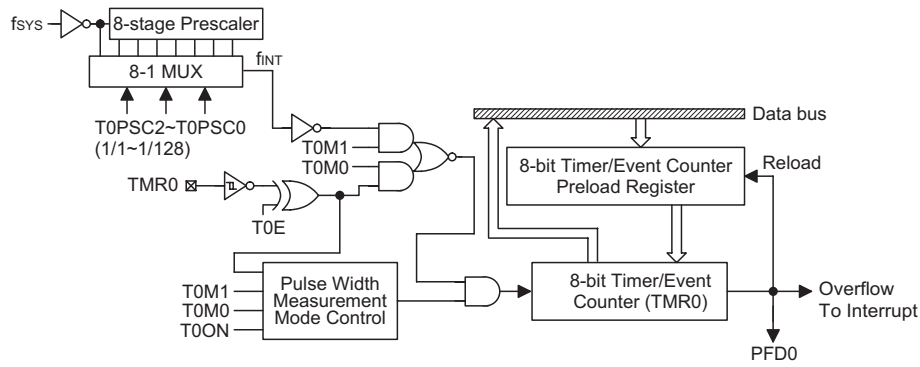 fSYS
8-stage Prescaler
8-1 MUX
fINT
T0PSC2~T0PSC0
(1/1~1/128)
T0M1
T0M0
TMR0
T0E
Data bus
8-bit Timer/Event Counter
Preload Register
Reload
T0M1
T0M0
T0ON
Pulse Width
Measurement
Mode Control
8-bit Timer/Event
Counter (TMR0)
Overflow
To Interrupt
PFD0